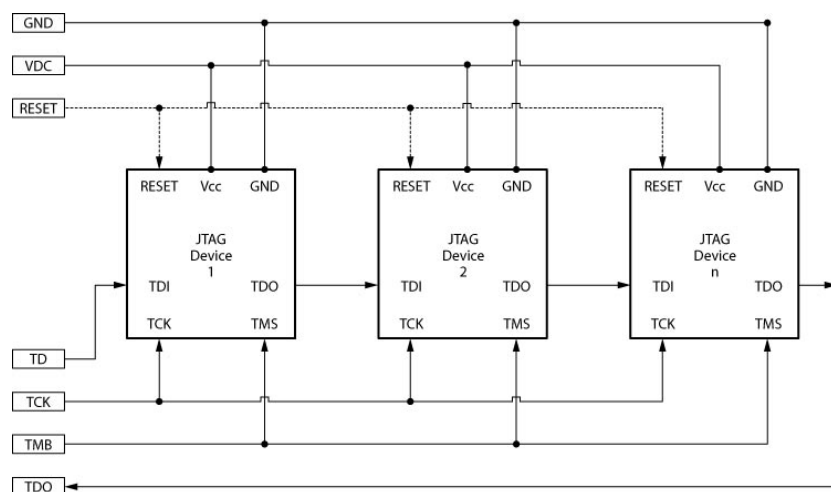 GND
VDC
RESET
RESET Vcc GND
JTAG
Device
1
TDI TDO
TCK TMS
RESET Vcc GND
JTAG
Device
2
TDI TDO
TCK TMS
RESET Vcc GND
JTAG
Device
n
TDI TDO
TCK TMS
TD
TCK
TMB
TDO